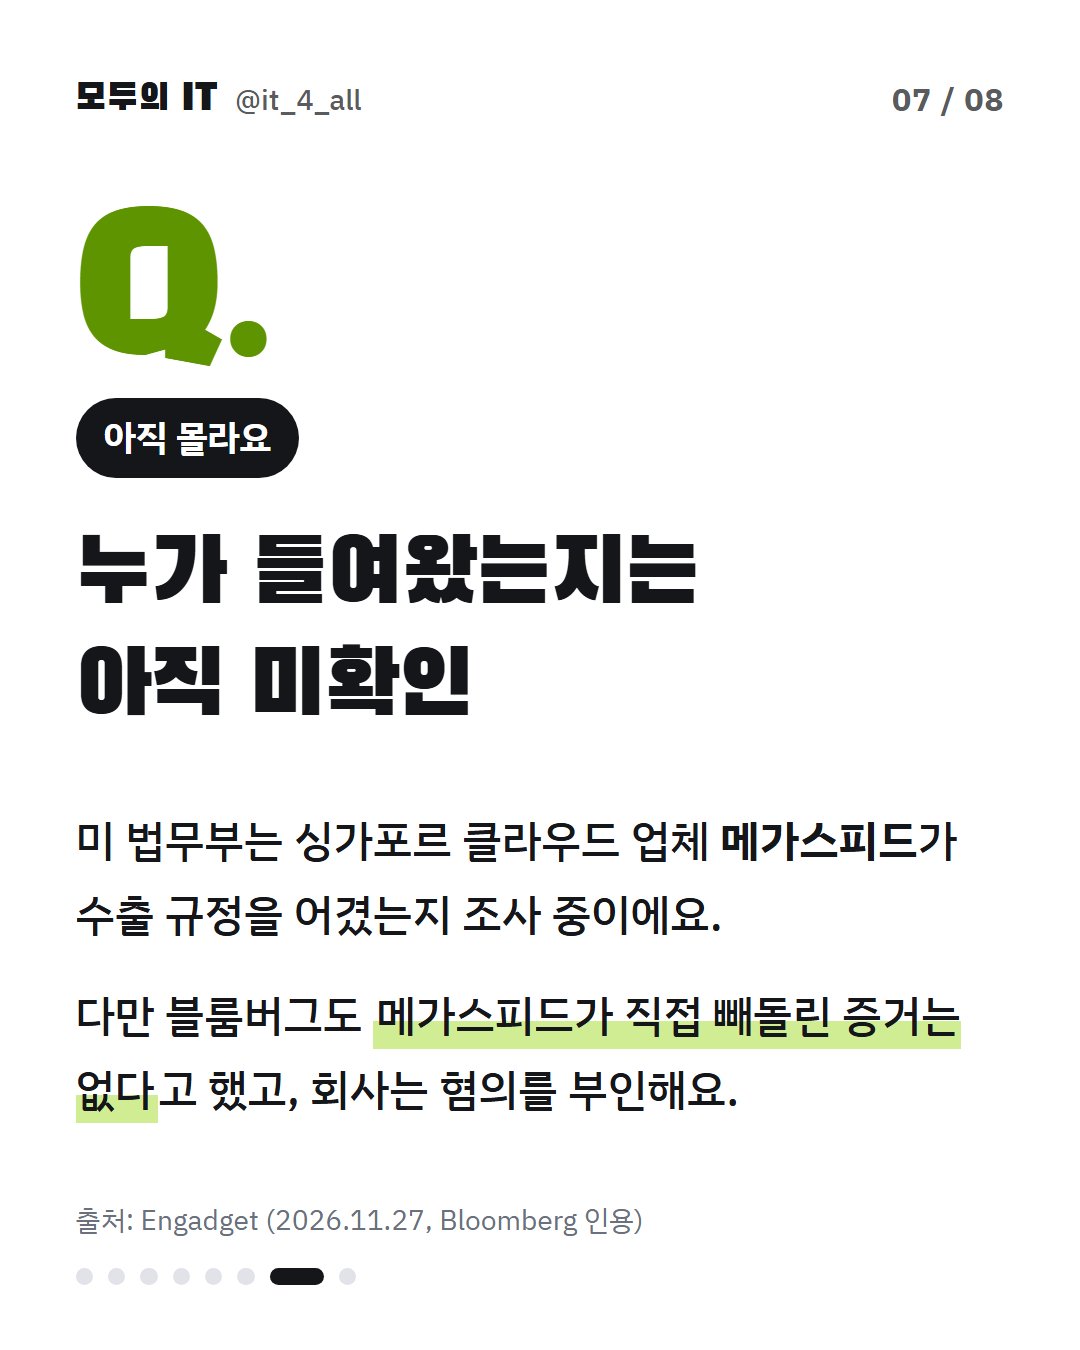 모두의 IT @it_4_all
07 / 08
Q.
아직 몰라요
누가 들여왔는지는
아직 미확인
미 법무부는 싱가포르 클라우드 업체 메가스피드가
수출 규정을 어겼는지 조사 중이에요.
다만 블룸버그도 메가스피드가 직접 빼돌린 증거는
없다고 했고, 회사는 혐의를 부인해요.
출처: Engadget (2026.11.27, Bloomberg 인용)